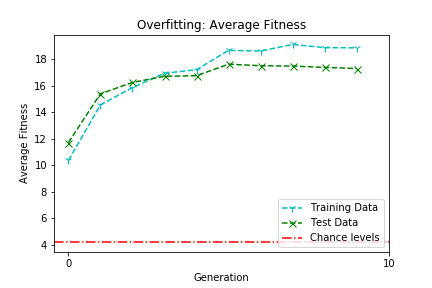 Overfitting: Average Fitness
Average Fitness
18
16
14
12
10
8
6
4
Training Data
Test Data
Chance levels
0
10
Generation